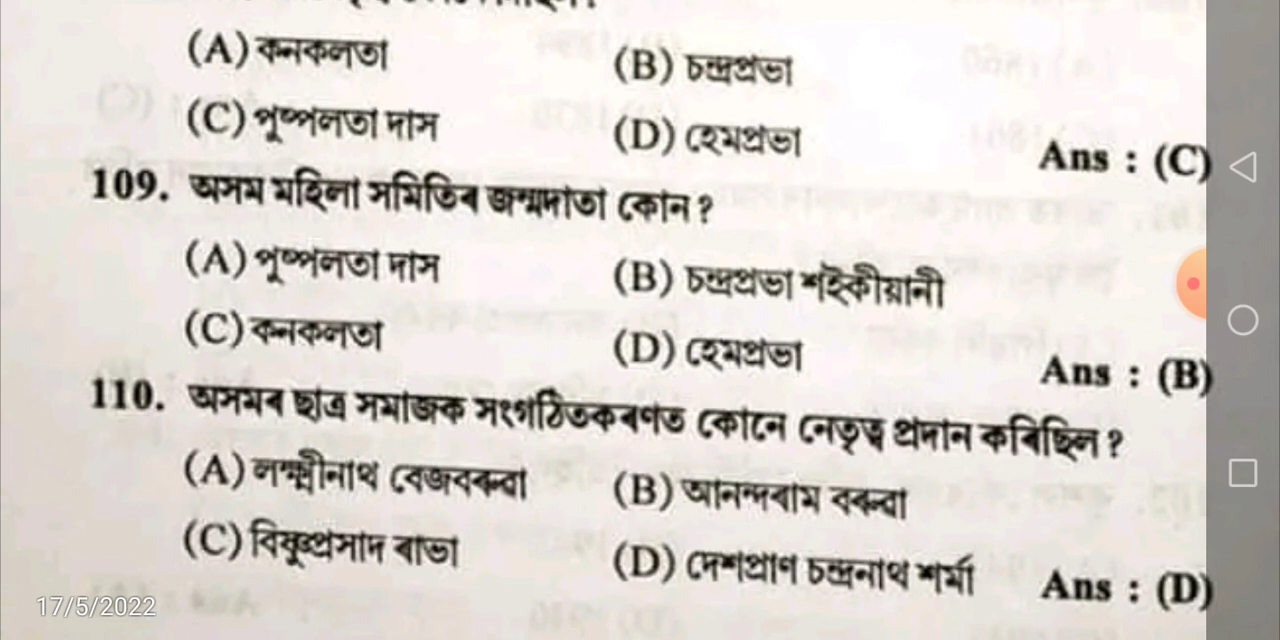 (A) কনকলতা (B) চন্দ্ৰপ্ৰভা
(C) পুষ্পলতা দাস (D) হেমপ্ৰভা Ans : (C)
109. অসম মহিলা সমিতিৰ জন্মদাতা কোন ?
(A) পুষ্পলতা দাস (B) চন্দ্ৰপ্ৰভা শইকীয়ানী
(C) কনকলতা (D) হেমপ্ৰভা Ans : (B)
110. অসমৰ ছাত্ৰ সমাজক সংগঠিতকৰণত কোনে নেতৃত্ব প্ৰদান কৰিছিল ?
(A) লক্ষ্মীনাথ বেজবৰুৱা (B) আনন্দৰাম বৰুৱা
(C) বিষ্ণুপ্ৰসাদ ৰাভা (D) দেশপ্ৰাণ চন্দ্ৰনাথ শৰ্মা Ans : (D)
17/5/2022